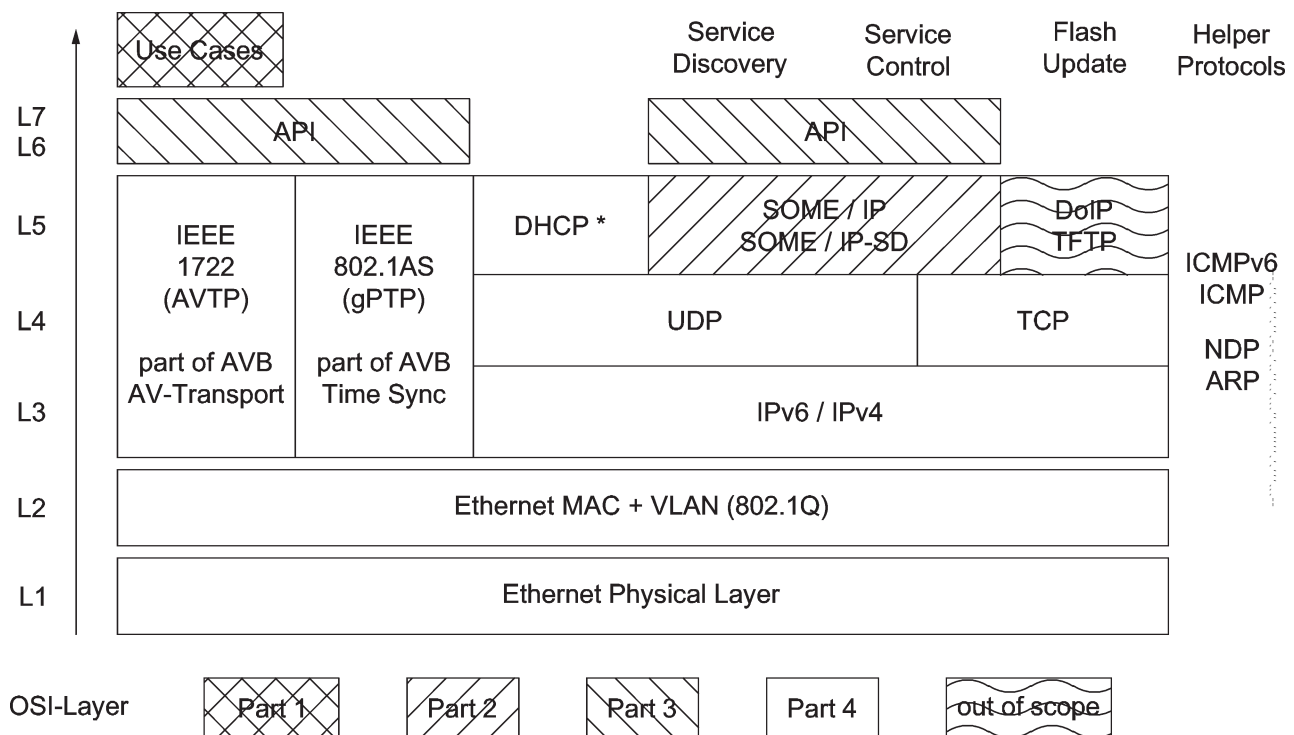 Use Cases
Service
Discovery
Service
Control
Flash
Update
Helper
Protocols
L7
L6
API
API
L5
IEEE
1722
(AVTP)
part of AVB
AV-Transport
IEEE
802.1AS
(gPTP)
part of AVB
Time Sync
DHCP *
SOME / IP
SOME / IP-SD
DoIP
TFTP
ICMPv6
ICMP
NDP
ARP
L4
UDP
TCP
L3
IPv6 / IPv4
L2
Ethernet MAC + VLAN (802.1Q)
L1
Ethernet Physical Layer
OSI-Layer
Part 1
Part 2
Part 3
Part 4
out of scope